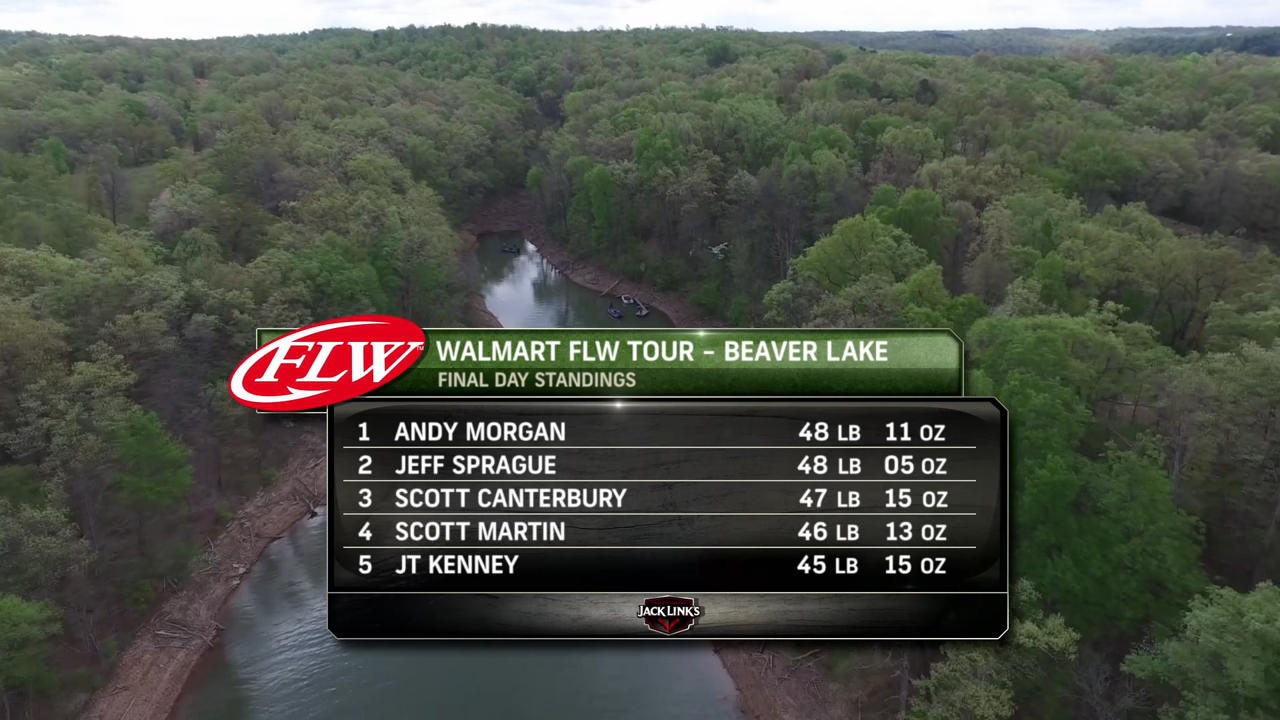 FLW
WALMART FLW TOUR – BEAVER LAKE
FINAL DAY STANDINGS
1 ANDY MORGAN 48 LB 11 OZ
2 JEFF SPRAGUE 48 LB 05 OZ
3 SCOTT CANTERBURY 47 LB 15 OZ
4 SCOTT MARTIN 46 LB 13 OZ
5 JT KENNEY 45 LB 15 OZ
JACK LINK'S